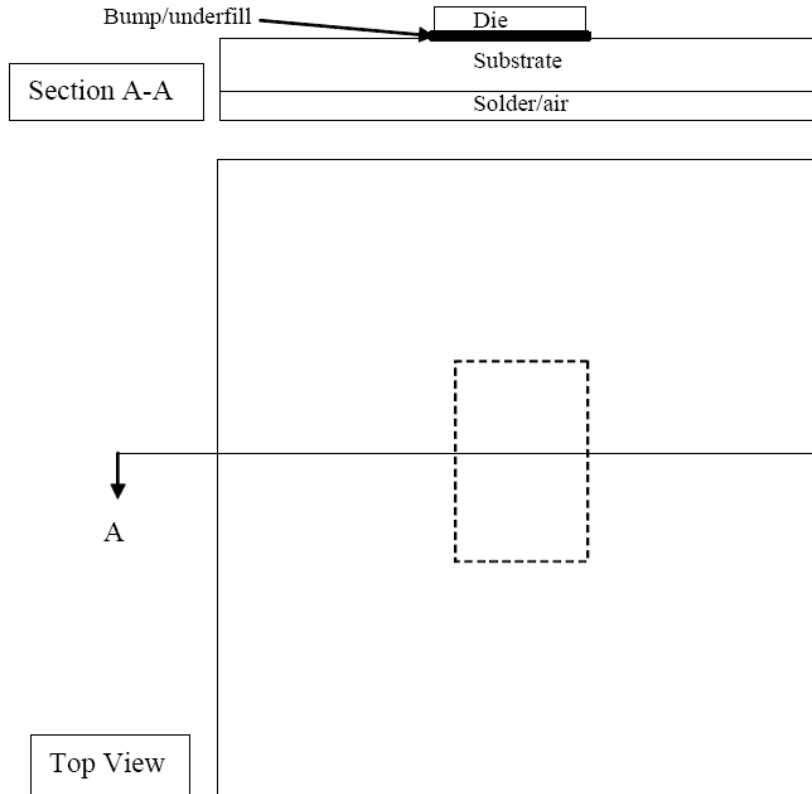 Bump/underfill
Die
Substrate
Section A-A
Solder/air
A
Top View